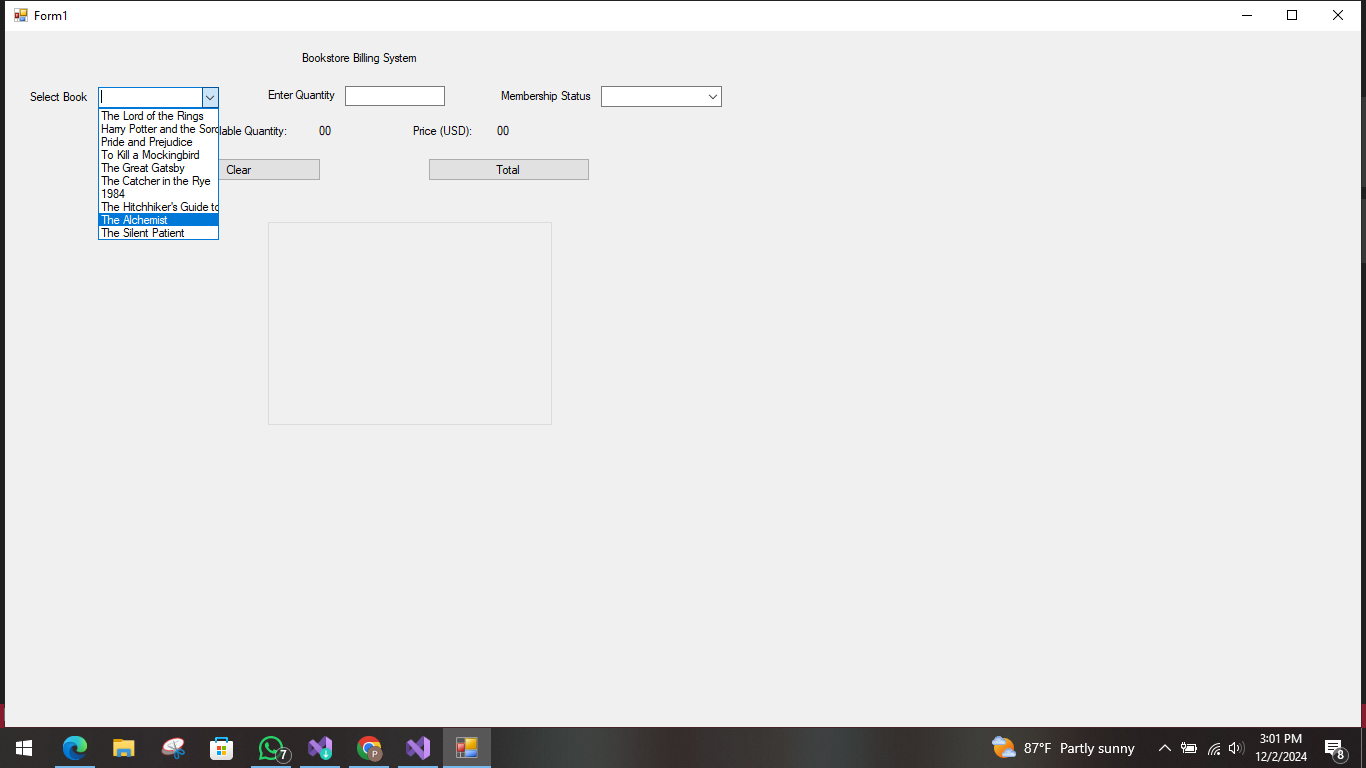 Form1
Bookstore Billing System
Select Book
Enter Quantity
Membership Status
The Lord of the Rings
Harry Potter and the Sorc
Pride and Prejudice
To Kill a Mockingbird
The Great Gatsby
The Catcher in the Rye
1984
The Hitchhiker's Guide to
The Alchemist
The Silent Patient
lable Quantity: 00
Price (USD): 00
Clear
Total
7
P
87°F Partly sunny
3:01 PM
12/2/2024
8